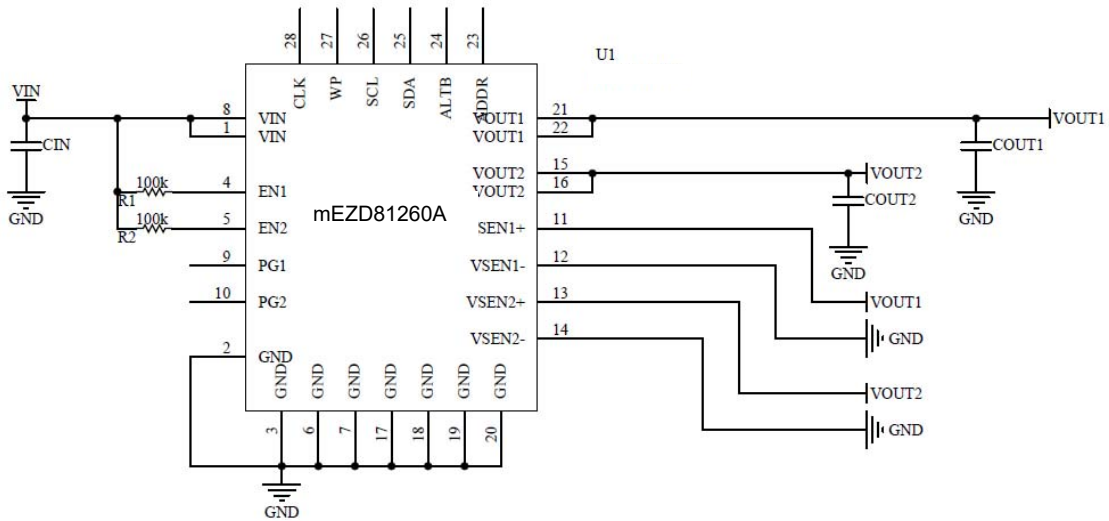 28
27
26
25
24
23
CLK
WP
SCL
SDA
ALTB
ADDR
U1
VIN
CIN
GND
8 VIN
1 VIN
100k
R1
4 EN1
100k
R2
5 EN2
9 PG1
10 PG2
2 GND
mEZD81260A
VOUT1 21
VOUT1 22
VOUT1
COUT1
GND
VOUT2 15
VOUT2 16
VOUT2
COUT2
GND
SEN1+ 11
VSEN1- 12
VSEN2+ 13
VSEN2- 14
VOUT1
GND
VOUT2
GND
GND
GND
GND
GND
GND
GND
GND
3
6
7
17
18
19
20
GND